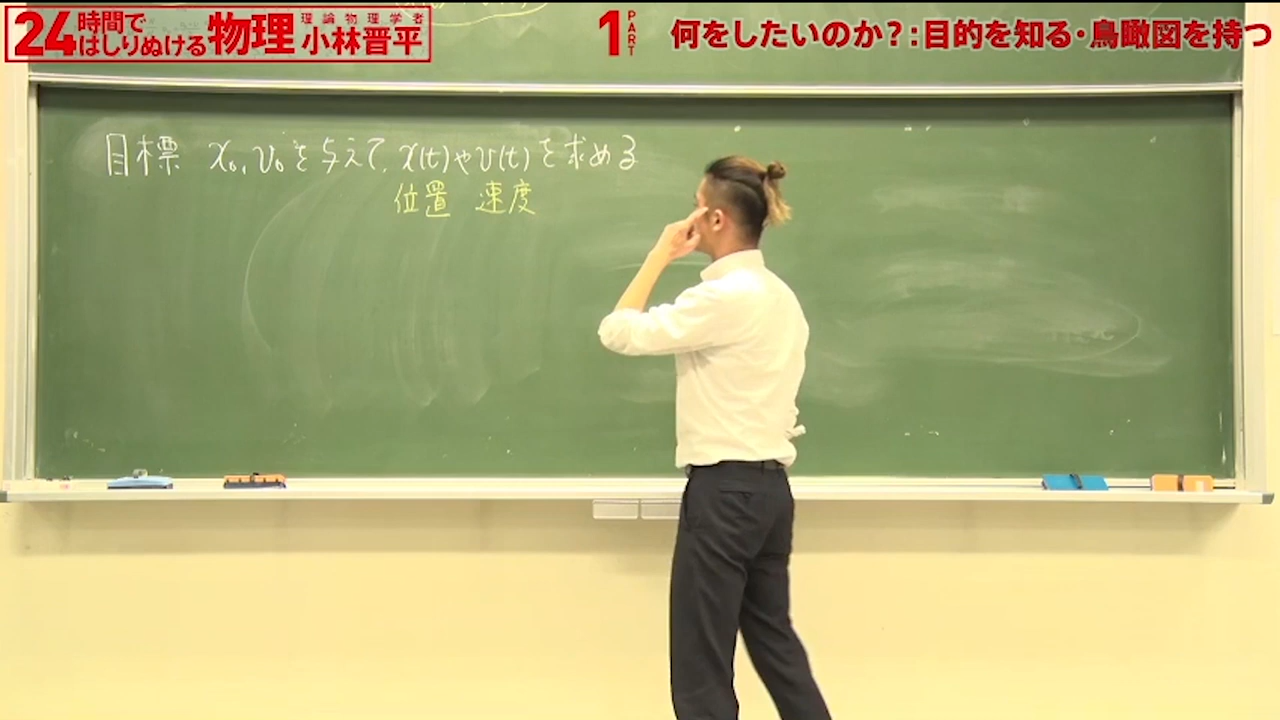 24時間ではしりぬける物理
理論物理学者
小林晋平
1 PART
何をしたいのか?:目的を知る・鳥瞰図を持つ
目標 x₀, v₀を与えて, x(t)やv(t)を求める
位置 速度